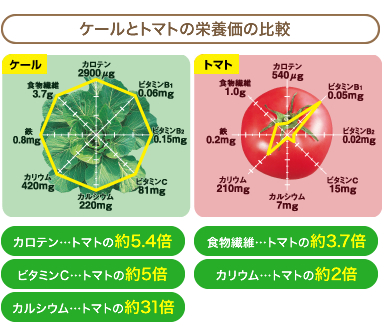 ケールとトマトの栄養価の比較
ケール
カロテン
2900μg
ビタミンB1
0.06mg
ビタミンB2
0.15mg
ビタミンC
81mg
カルシウム
220mg
カリウム
420mg
鉄
0.8mg
食物繊維
3.7g
トマト
カロテン
540μg
ビタミンB1
0.05mg
ビタミンB2
0.02mg
ビタミンC
15mg
カルシウム
7mg
カリウム
210mg
鉄
0.2mg
食物繊維
1.0g
カロテン…トマトの約5.4倍
食物繊維…トマトの約3.7倍
ビタミンC…トマトの約5倍
カリウム…トマトの約2倍
カルシウム…トマトの約31倍